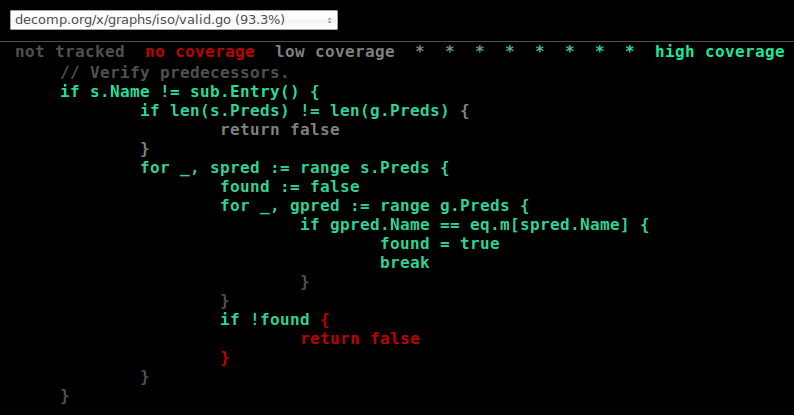 decomp.org/x/graphs/iso/valid.go (93.3%)
not tracked no coverage low coverage * * * * * * * * high coverage
// Verify predecessors.
if s.Name != sub.Entry() {
if len(s.Preds) != len(g.Preds) {
return false
}
for _, spred := range s.Preds {
found := false
for _, gpred := range g.Preds {
if gpred.Name == eq.m[spred.Name] {
found = true
break
}
}
if !found {
return false
}
}
}